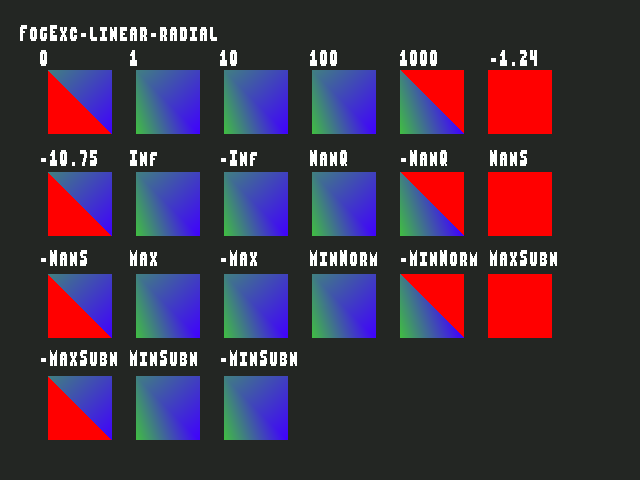 FogExc-linear-radial
0 1 10 100 1000 -1.24
-10.75 Inf -Inf NanQ -NanQ NanS
-NanS Max -Max MinNorm -MinNorm MaxSubN
-MaxSubN MinSubN -MinSubN